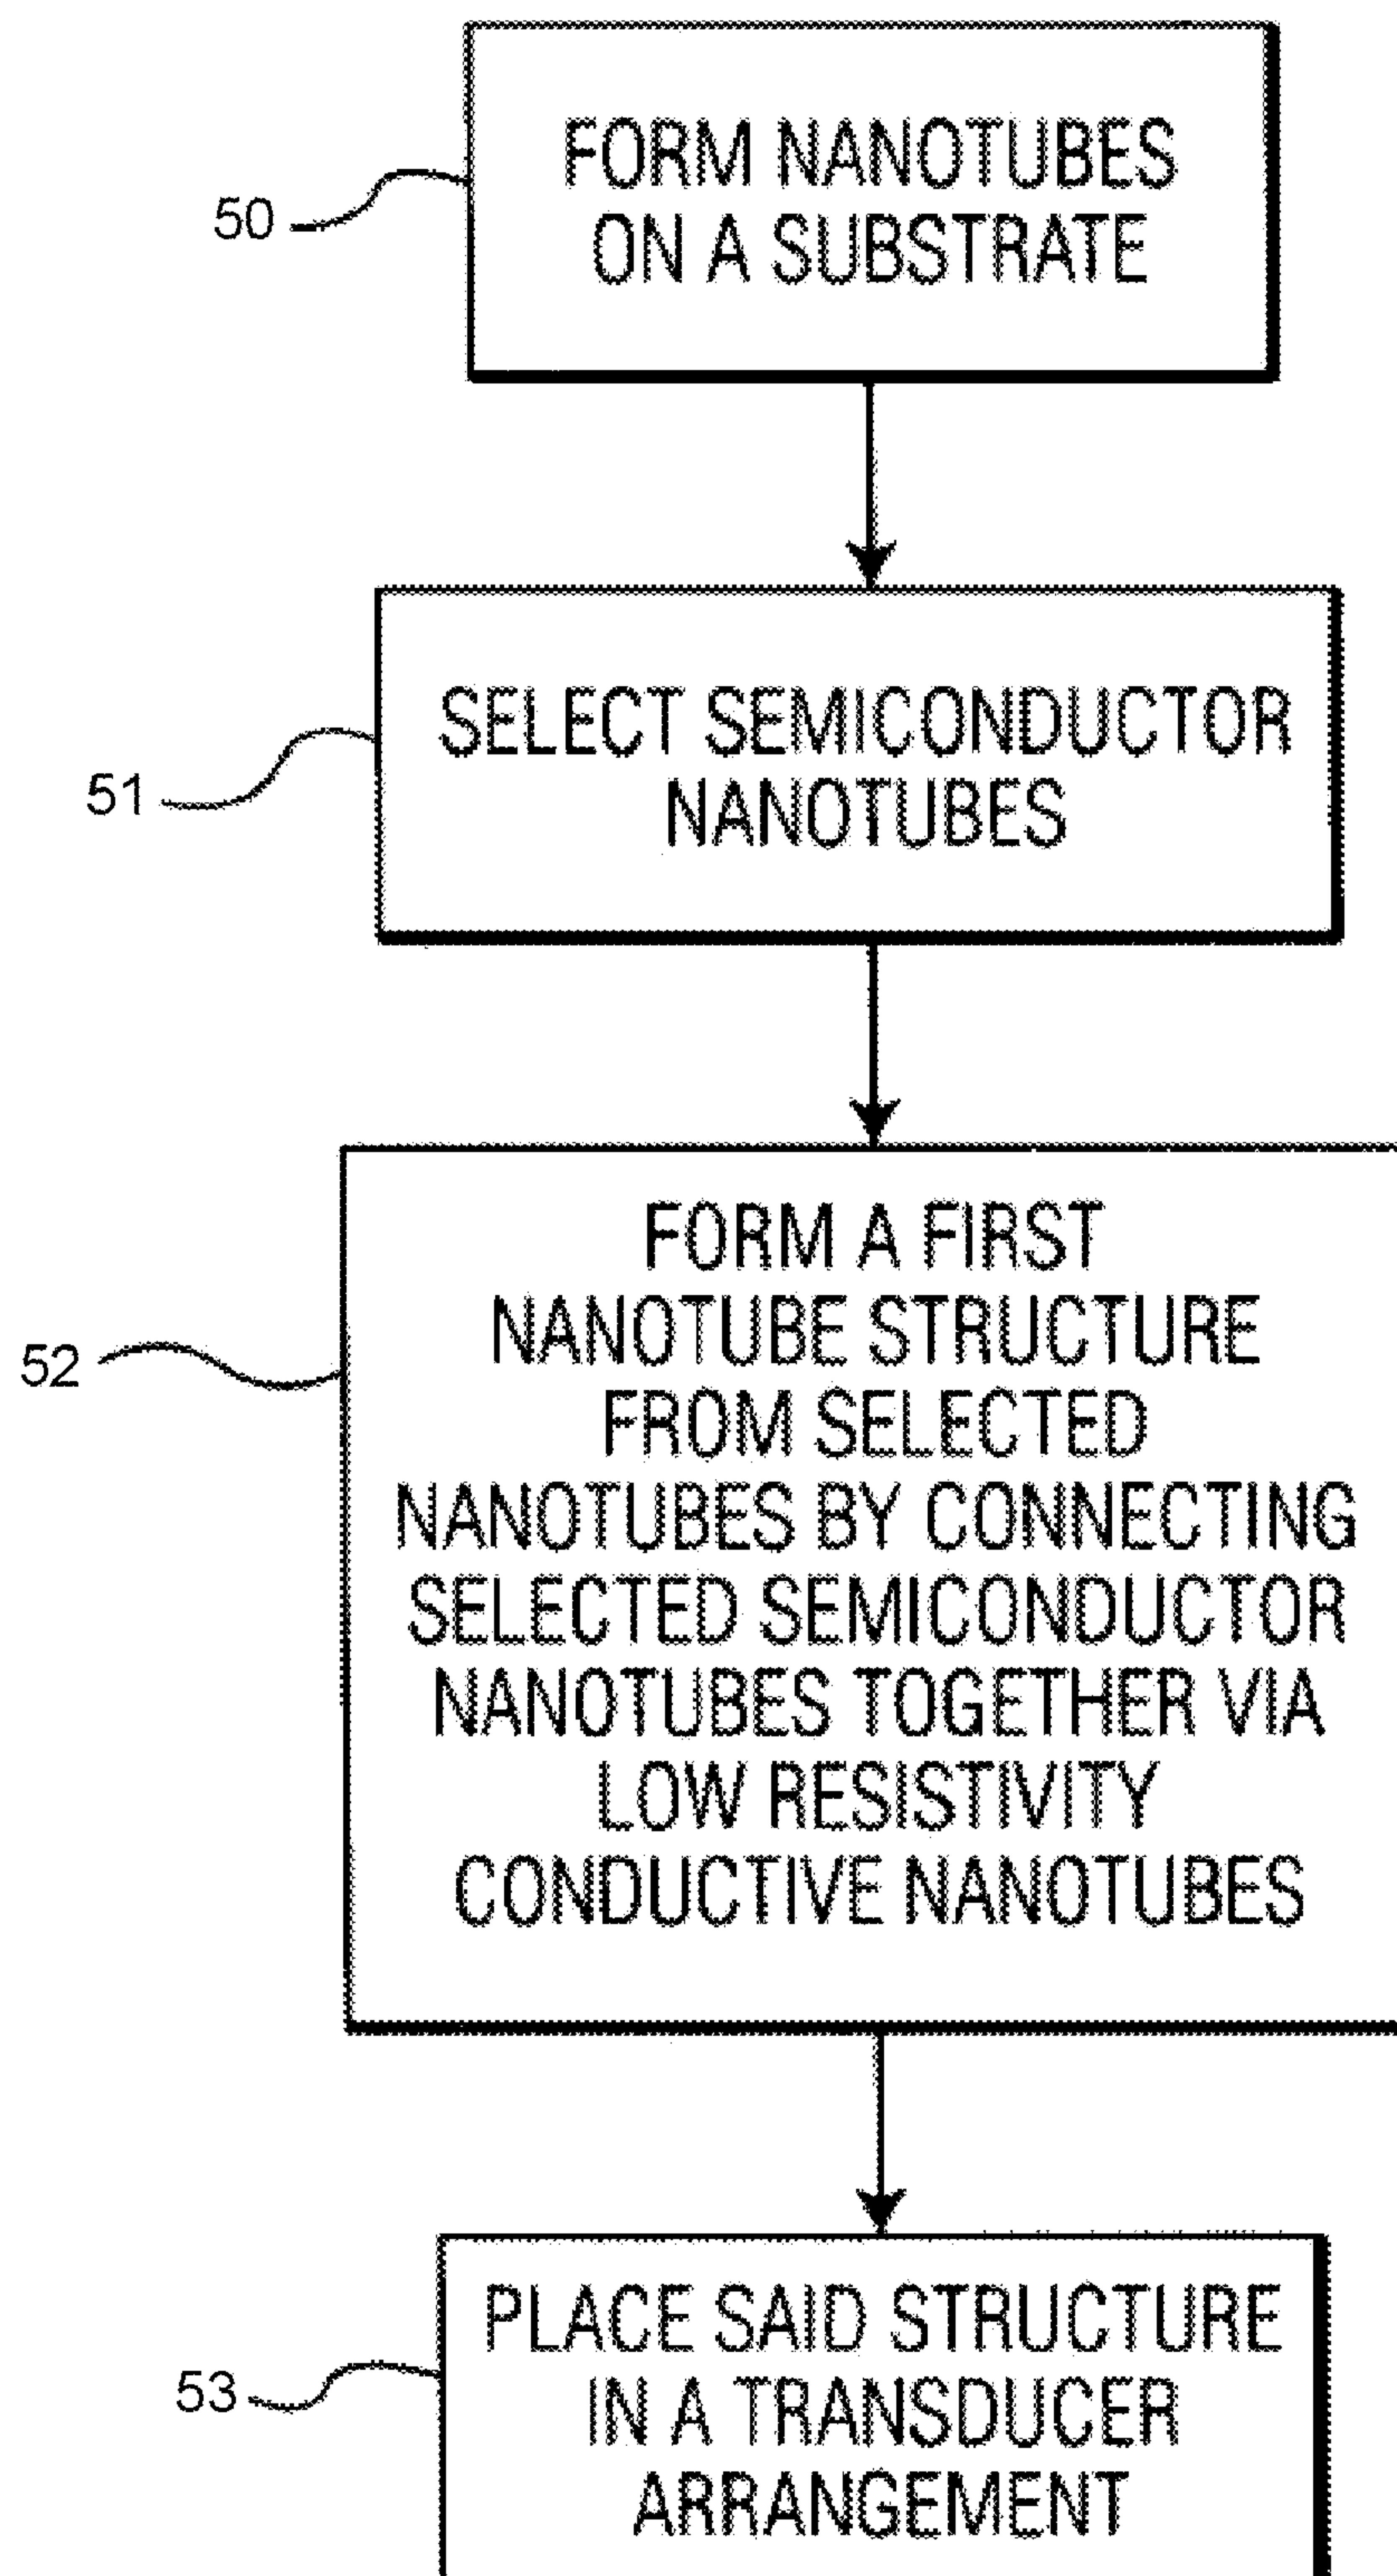 50
FORM NANOTUBES
ON A SUBSTRATE
51
SELECT SEMICONDUCTOR
NANOTUBES
52
FORM A FIRST
NANOTUBE STRUCTURE
FROM SELECTED
NANOTUBES BY CONNECTING
SELECTED SEMICONDUCTOR
NANOTUBES TOGETHER VIA
LOW RESISTIVITY
CONDUCTIVE NANOTUBES
53
PLACE SAID STRUCTURE
IN A TRANSDUCER
ARRANGEMENT